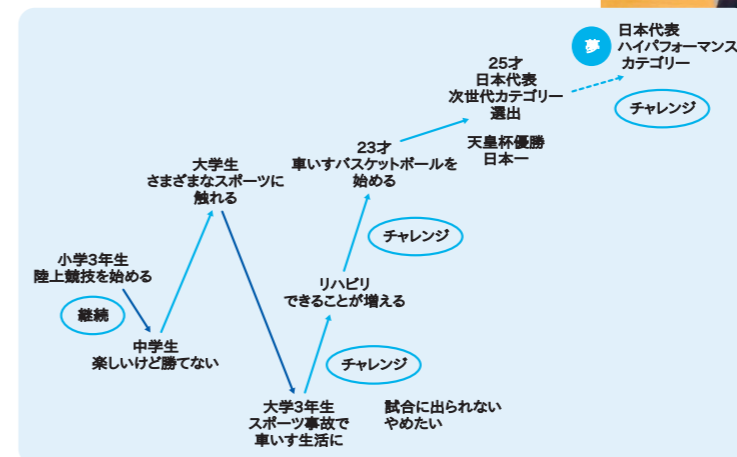 小学3年生
陸上競技を始める
継続
中学生
楽しいけど勝てない
大学生
さまざまなスポーツに
触れる
大学3年生
スポーツ事故で
車いす生活に
試合に出られない
やめたい
チャレンジ
リハビリ
できることが増える
チャレンジ
23才
車いすバスケットボールを
始める
25才
日本代表
次世代カテゴリー
選出
天皇杯優勝
日本一
夢
日本代表
ハイパフォーマンス
カテゴリー
チャレンジ